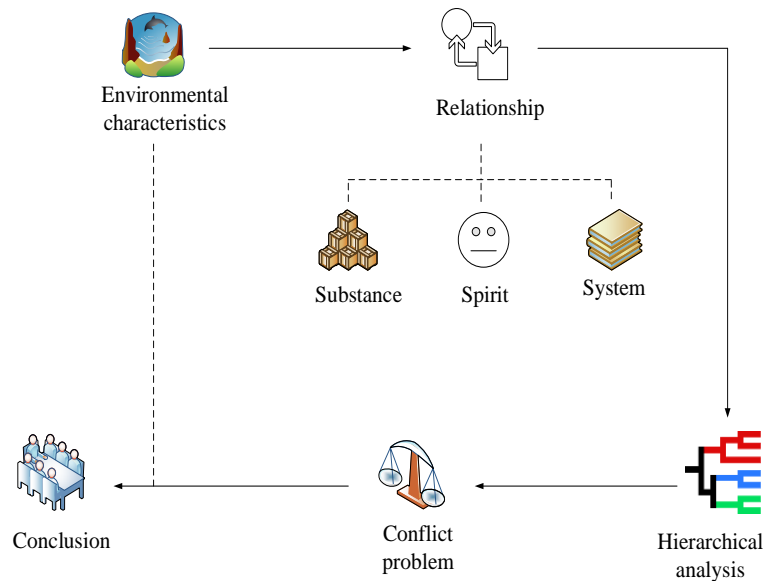 Environmental
characteristics
Relationship
Substance
Spirit
System
Conclusion
Conflict
problem
Hierarchical
analysis